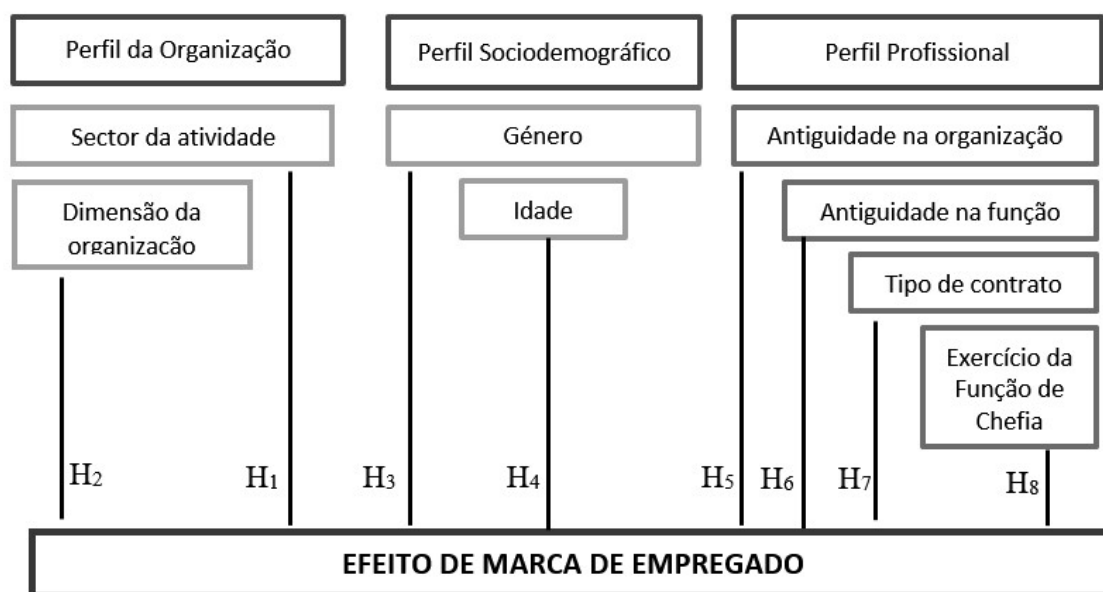 Perfil da Organização
Perfil Sociodemográfico
Perfil Profissional
Sector da atividade
Género
Antiguidade na organização
Dimensão da
organização
Idade
Antiguidade na função
Tipo de contrato
Exercício da
Função de
Chefia
H₂
H₁
H₃
H₄
H₅
H₆
H₇
H₈
EFEITO DE MARCA DE EMPREGADO